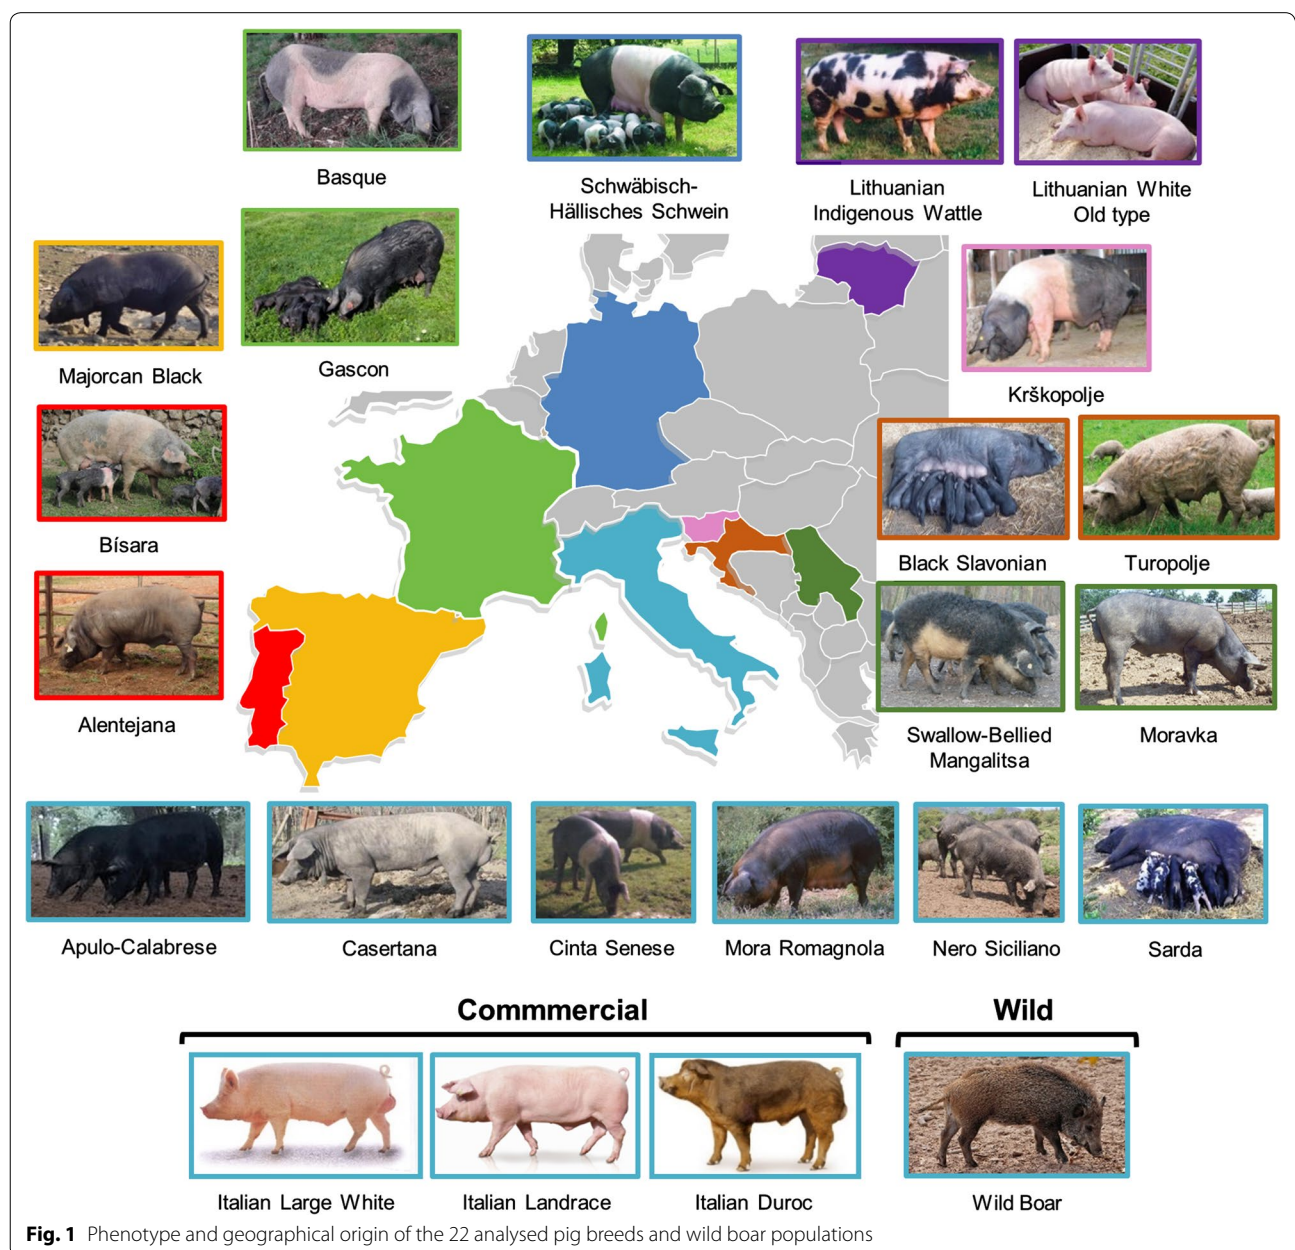 Basque
Schwäbisch-
Hällisches Schwein
Lithuanian
Indigenous Wattle
Lithuanian White
Old type
Majorcan Black
Gascon
Krškopolje
Bísara
Black Slavonian
Turopolje
Alentejana
Swallow-Bellied
Mangalitsa
Moravka
Apulo-Calabrese
Casertana
Cinta Senese
Mora Romagnola
Nero Siciliano
Sarda
Commmercial
Wild
Italian Large White
Italian Landrace
Italian Duroc
Wild Boar
Fig. 1 Phenotype and geographical origin of the 22 analysed pig breeds and wild boar populations